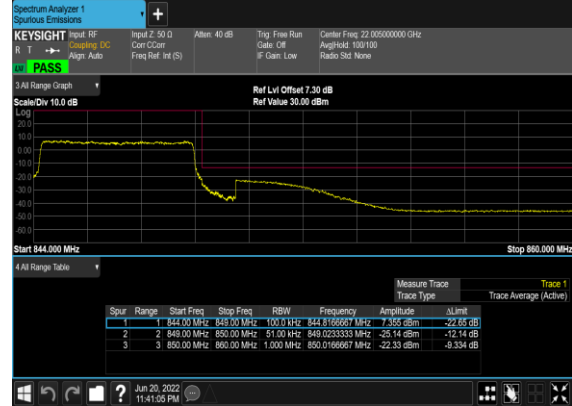 Spectrum Analyzer 1
Spurious Emissions
KEYSIGHT Input: RF Input Z: 50 Ω Atten: 40 dB Trig: Free Run Center Freq: 22.005000000 GHz
R T Coupling: DC Corr CCorr Gate: Off Avg|Hold: 100/100
Align: Auto Freq Ref: Int (S) IF Gain: Low Radio Std: None
PASS
3 All Range Graph
Ref Lvl Offset 7.30 dB
Scale/Div 10.0 dB Ref Value 30.00 dBm
Log
20.0
10.0
0.00
-10.0
-20.0
-30.0
-40.0
-50.0
-60.0
Start 844.000 MHz Stop 860.000 MHz
4 All Range Table
Measure Trace Trace 1
Trace Type Trace Average (Active)
Spur Range Start Freq Stop Freq RBW Frequency Amplitude ΔLimit
1 1 844.00 MHz 849.00 MHz 100.0 kHz 844.8166667 MHz 7.355 dBm -22.65 dB
2 2 849.00 MHz 850.00 MHz 51.00 kHz 849.0233333 MHz -25.14 dBm -12.14 dB
3 3 850.00 MHz 860.00 MHz 1.000 MHz 850.0166667 MHz -22.33 dBm -9.334 dB
? Jun 20, 2022
11:41:05 PM